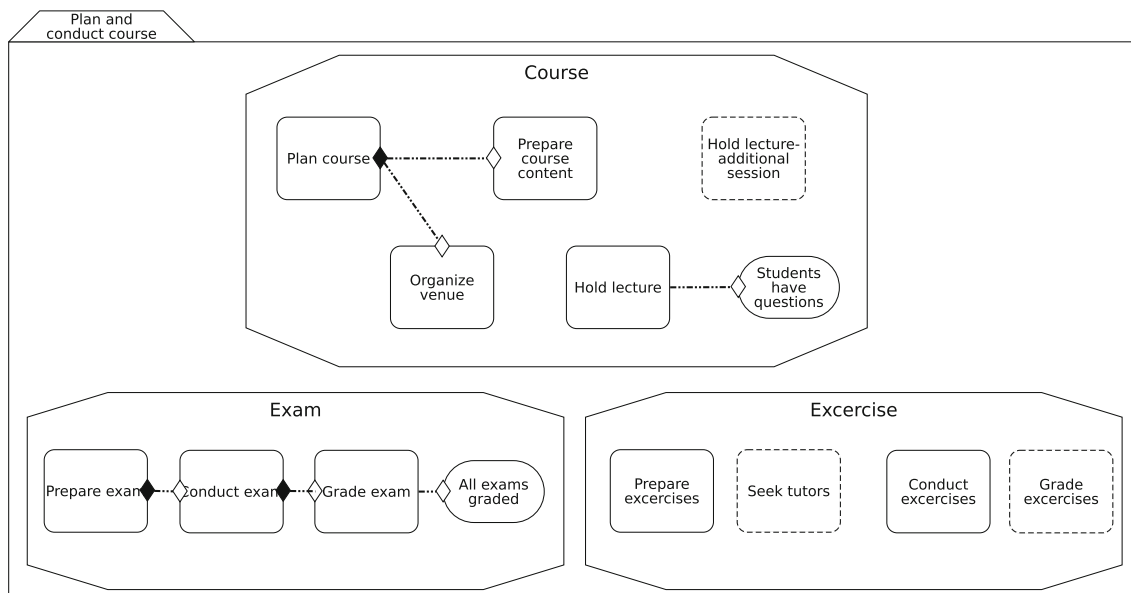 Plan and
conduct course
Course
Plan course
Prepare
course
content
Hold lecture-
additional
session
Organize
venue
Hold lecture
Students
have
questions
Exam
Prepare exam
Conduct exam
Grade exam
All exams
graded
Excercise
Prepare
excercises
Seek tutors
Conduct
excercises
Grade
excercises